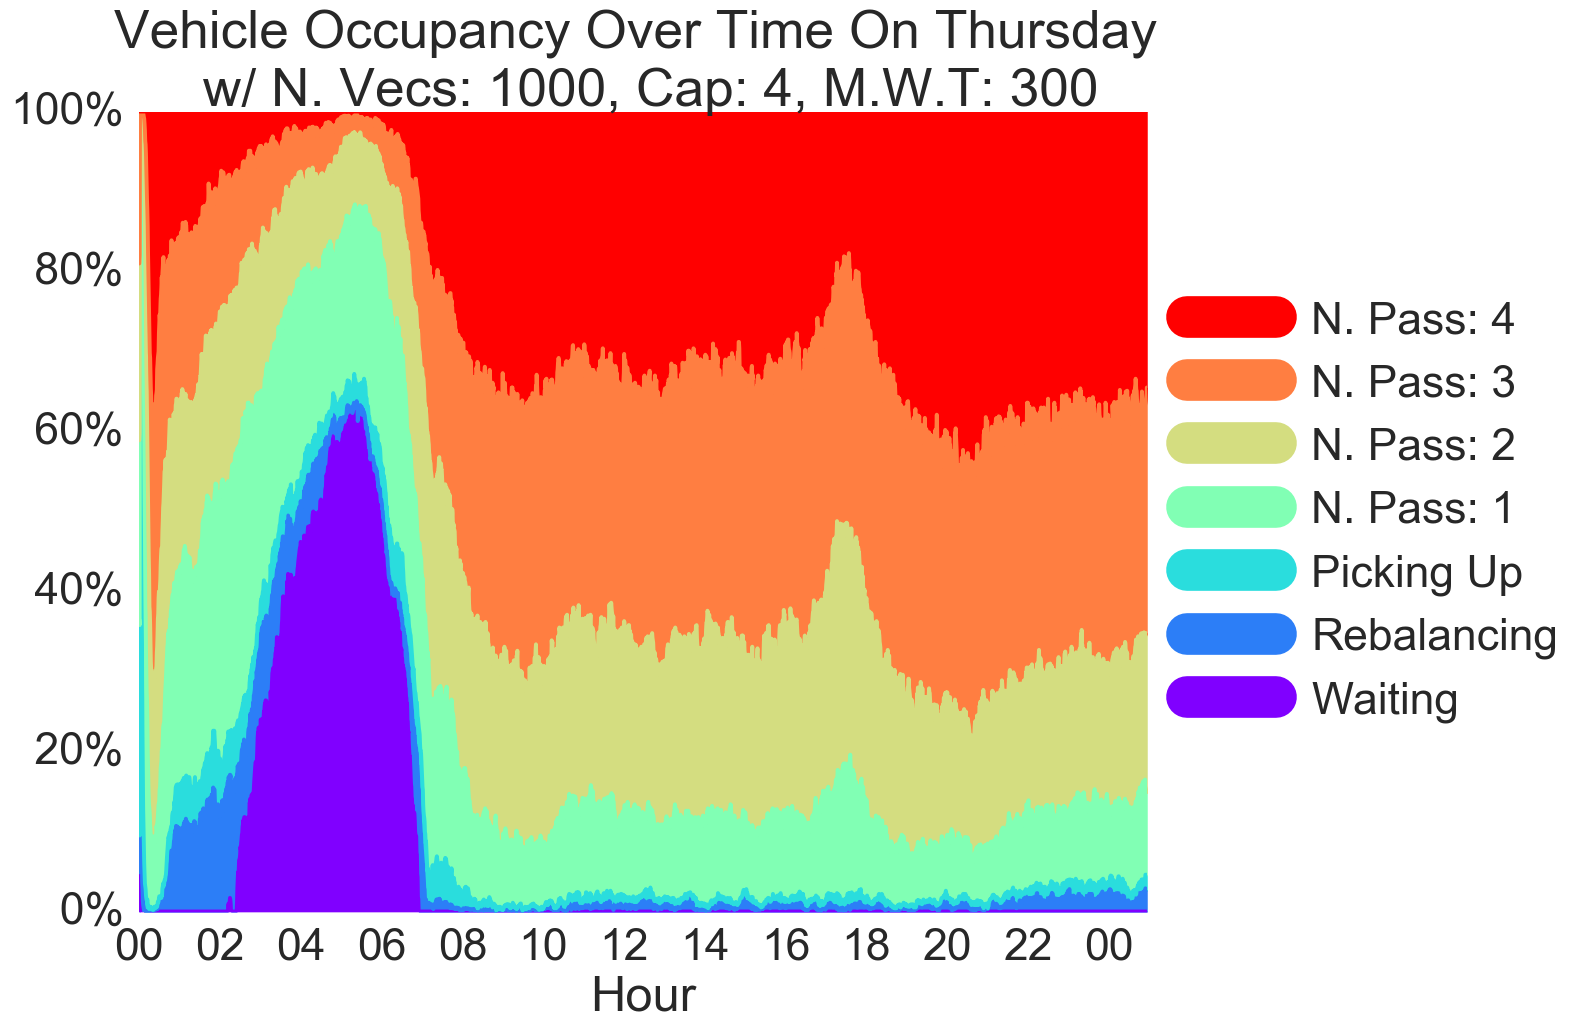 Vehicle Occupancy Over Time On Thursday
w/ N. Vecs: 1000, Cap: 4, M.W.T: 300
100%
80%
60%
40%
20%
0%
00 02 04 06 08 10 12 14 16 18 20 22 00
Hour
N. Pass: 4
N. Pass: 3
N. Pass: 2
N. Pass: 1
Picking Up
Rebalancing
Waiting